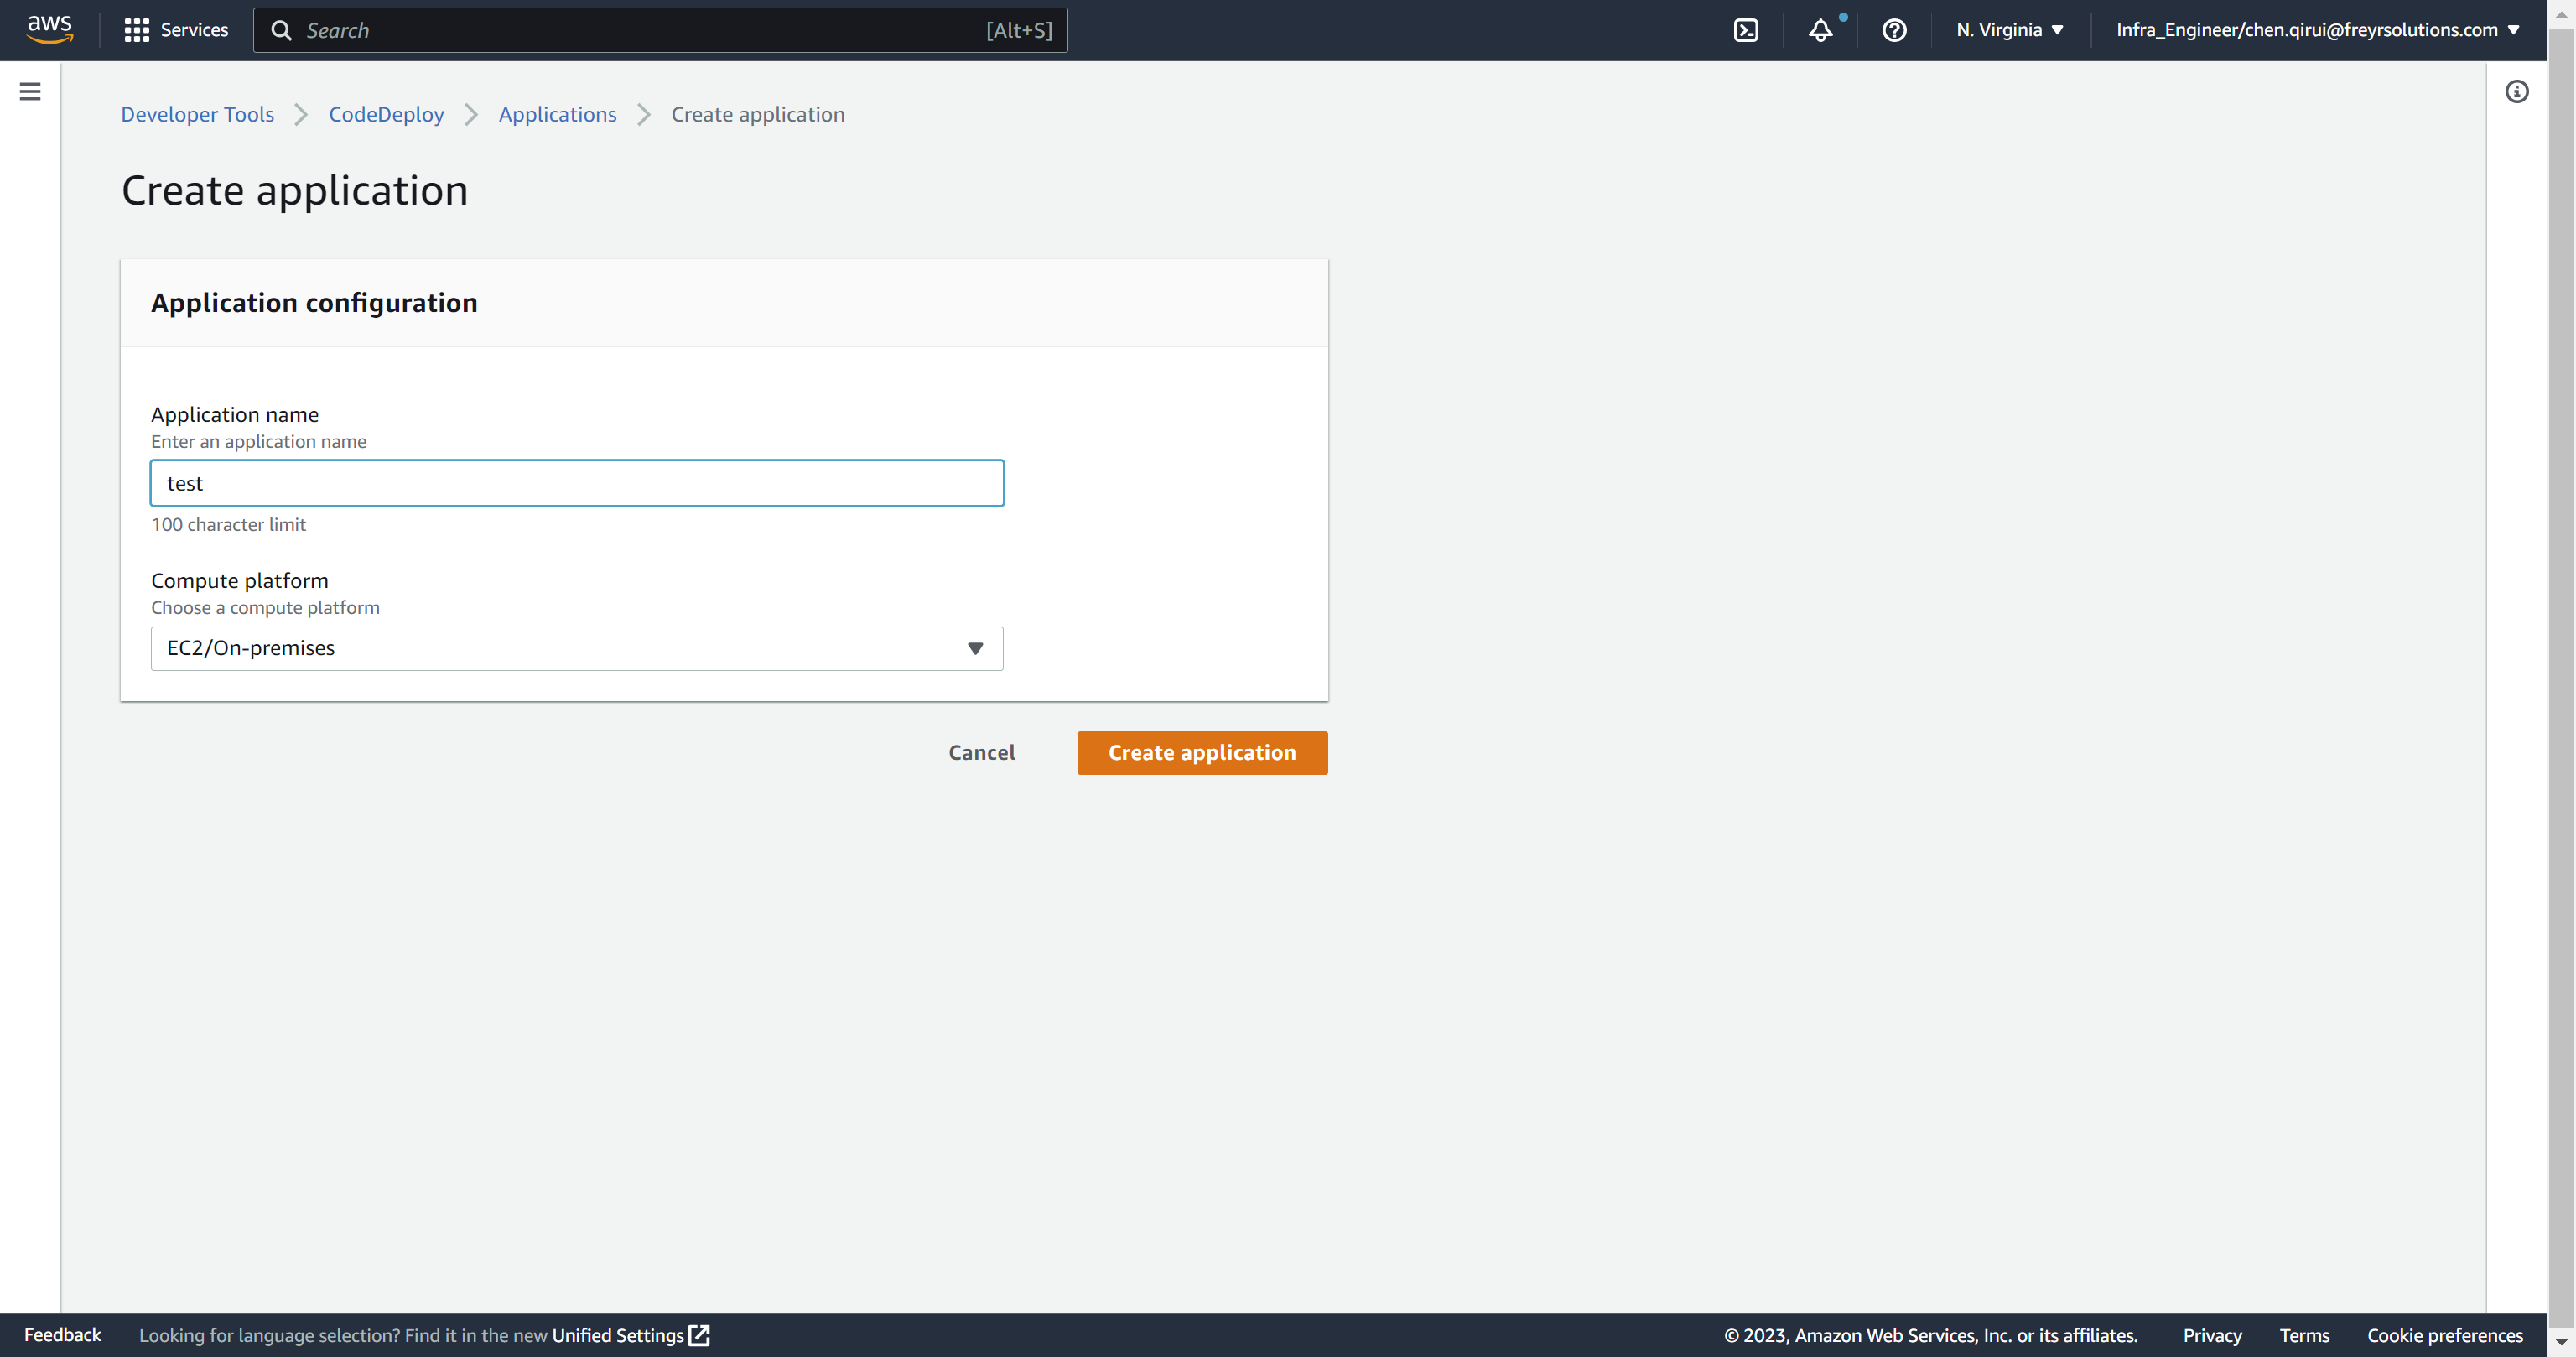 aws
Services
Search
[Alt+S]
N. Virginia
Infra_Engineer/chen.qirui@freyrsolutions.com
Developer Tools
CodeDeploy
Applications
Create application
Create application
Application configuration
Application name
Enter an application name
test
100 character limit
Compute platform
Choose a compute platform
EC2/On-premises
Cancel
Create application
Feedback
Looking for language selection? Find it in the new Unified Settings
© 2023, Amazon Web Services, Inc. or its affiliates.
Privacy
Terms
Cookie preferences